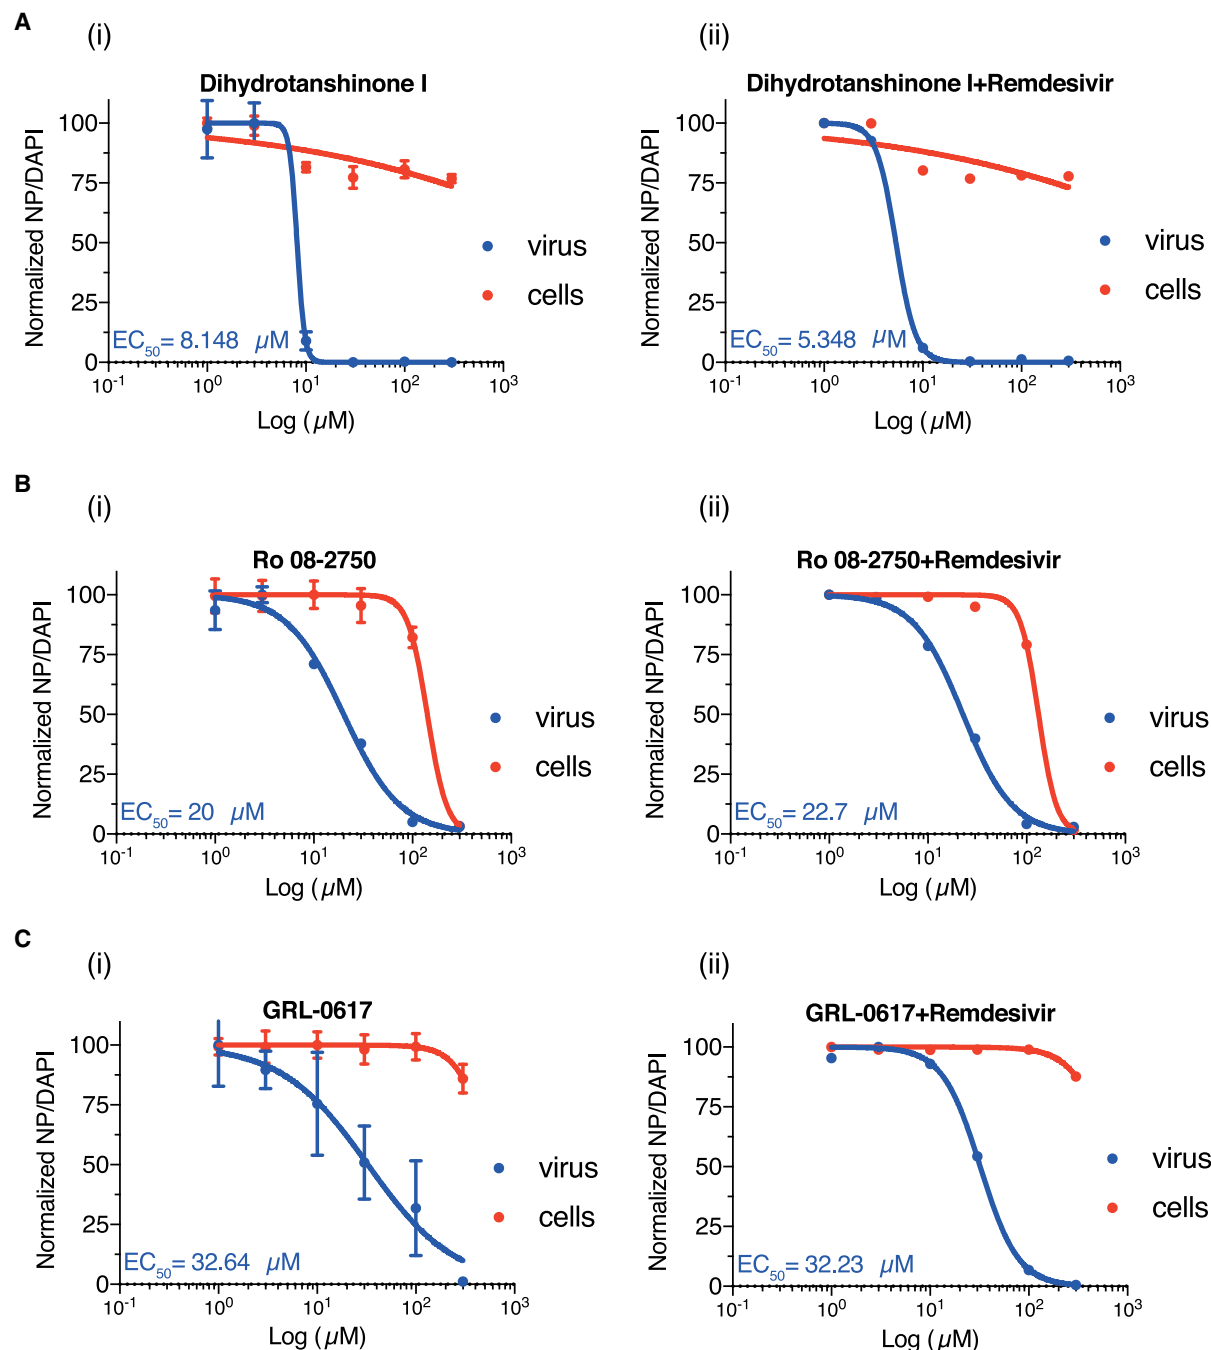 A
(i)
(ii)
Dihydrotanshinone I
Dihydrotanshinone I+Remdesivir
Normalized NP/DAPI
100
75
50
25
0
EC50= 8.148 µM
virus
cells
10-1
100
101
102
103
Log (µM)
Normalized NP/DAPI
100
75
50
25
0
EC50= 5.348 µM
virus
cells
10-1
100
101
102
103
Log (µM)
B
(i)
(ii)
Ro 08-2750
Ro 08-2750+Remdesivir
Normalized NP/DAPI
100
75
50
25
0
EC50= 20 µM
virus
cells
10-1
100
101
102
103
Log (µM)
Normalized NP/DAPI
100
75
50
25
0
EC50= 22.7 µM
virus
cells
10-1
100
101
102
103
Log (µM)
C
(i)
(ii)
GRL-0617
GRL-0617+Remdesivir
Normalized NP/DAPI
100
75
50
25
0
EC50= 32.64 µM
virus
cells
10-1
100
101
102
103
Log (µM)
Normalized NP/DAPI
100
75
50
25
0
EC50= 32.23 µM
virus
cells
10-1
100
101
102
103
Log (µM)